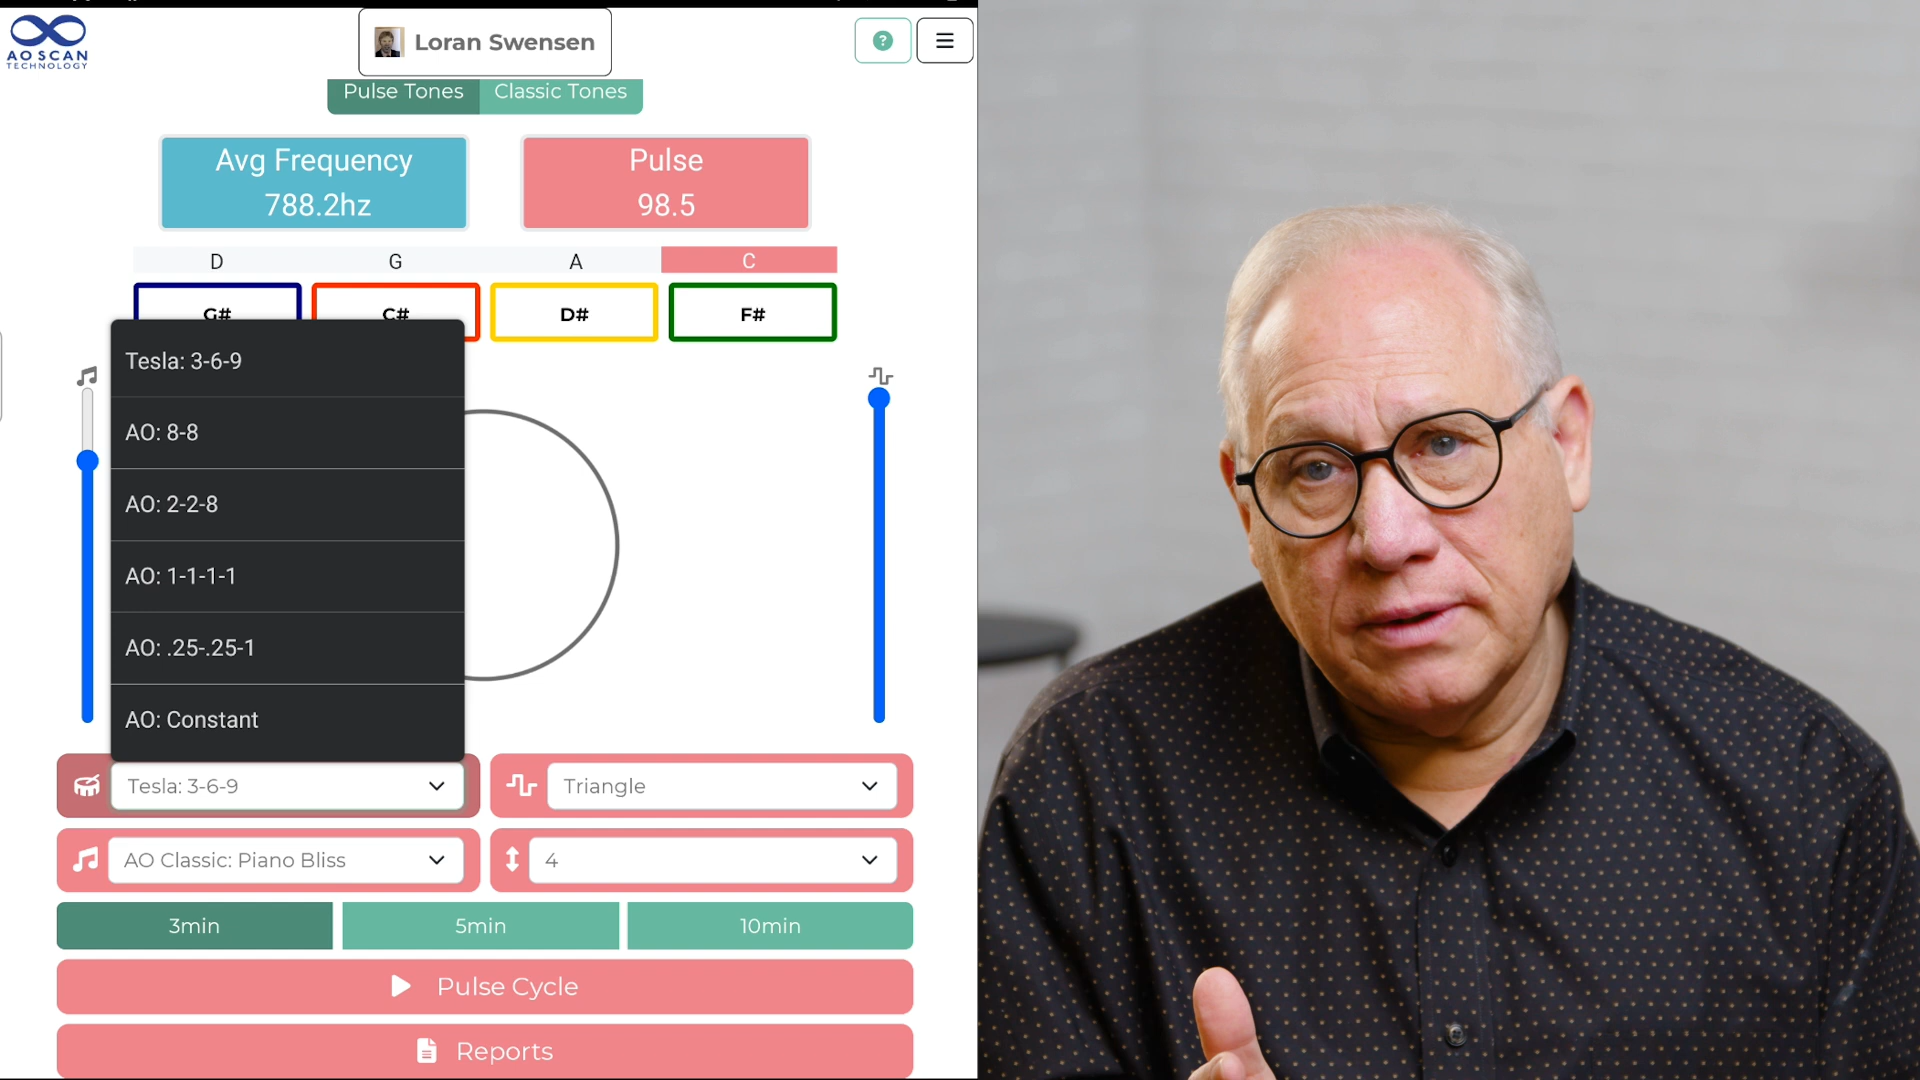 AO SCAN
TECHNOLOGY
Loran Swensen
?
Pulse Tones
Classic Tones
Avg Frequency
788.2hz
Pulse
98.5
D
G
A
C
G#
C#
D#
F#
Tesla: 3-6-9
AO: 8-8
AO: 2-2-8
AO: 1-1-1-1
AO: .25-.25-1
AO: Constant
Tesla: 3-6-9
Triangle
AO Classic: Piano Bliss
4
3min
5min
10min
Pulse Cycle
Reports